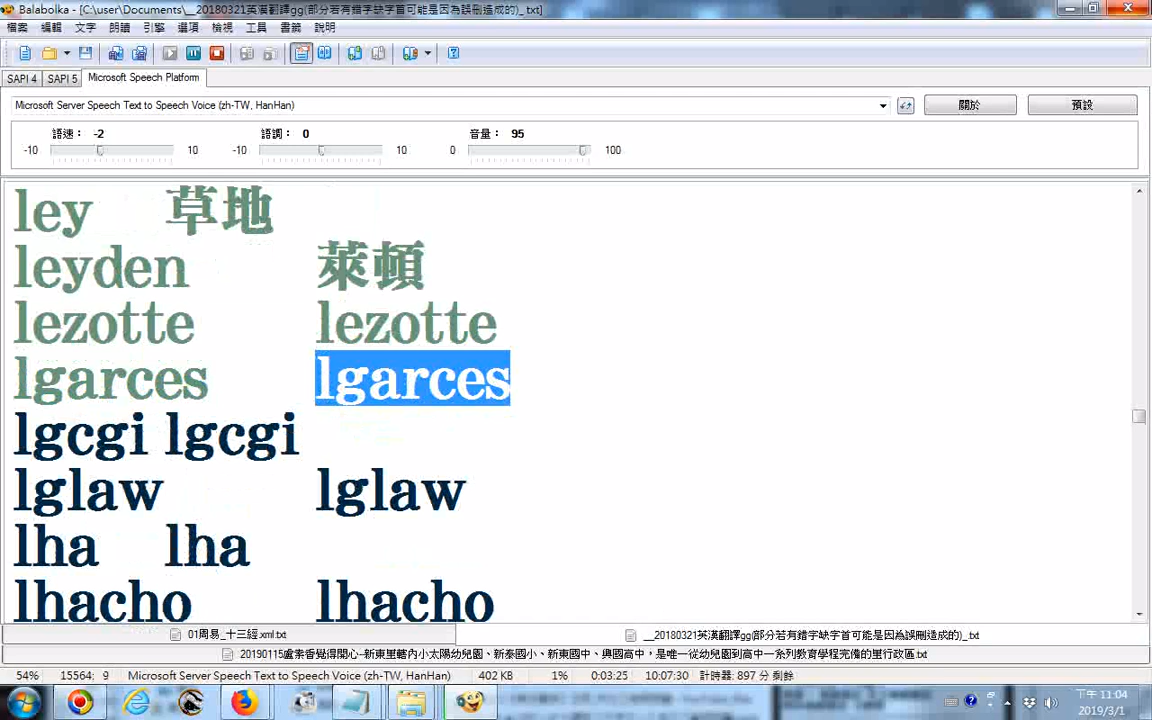 Balabolka - [C:\user\Documents\__20180321英漢翻譯gg(部分若有錯字缺字首可能是因為誤刪造成的)_.txt]
檔案 編輯 文字 朗讀 引擎 選項 檢視 工具 書籤 說明
SAPI 4 SAPI 5 Microsoft Speech Platform
Microsoft Server Speech Text to Speech Voice (zh-TW, HanHan) 關於 預設
語速： -2 語調： 0 音量： 95
-10 10 -10 10 0 100
ley 草地
leyden 萊頓
lezotte lezotte
lgarces lgarces
lgcgi lgcgi
lglaw lglaw
lha lha
lhacho lhacho
01周易_十三經.xml.txt __20180321英漢翻譯gg(部分若有錯字缺字首可能是因為誤刪造成的)_.txt
20190115盧素香覺得開心-新東里轄內小太陽幼兒園、新泰國小、新東國中、興國高中，是唯一從幼兒園到高中一系列教育學程完備的里行政區.txt
54% 15564: 9 Microsoft Server Speech Text to Speech Voice (zh-TW, HanHan) 402 KB 1% 0:03:25 10:07:30 計時器: 897 分 剩餘
下午 11:04
2019/3/1